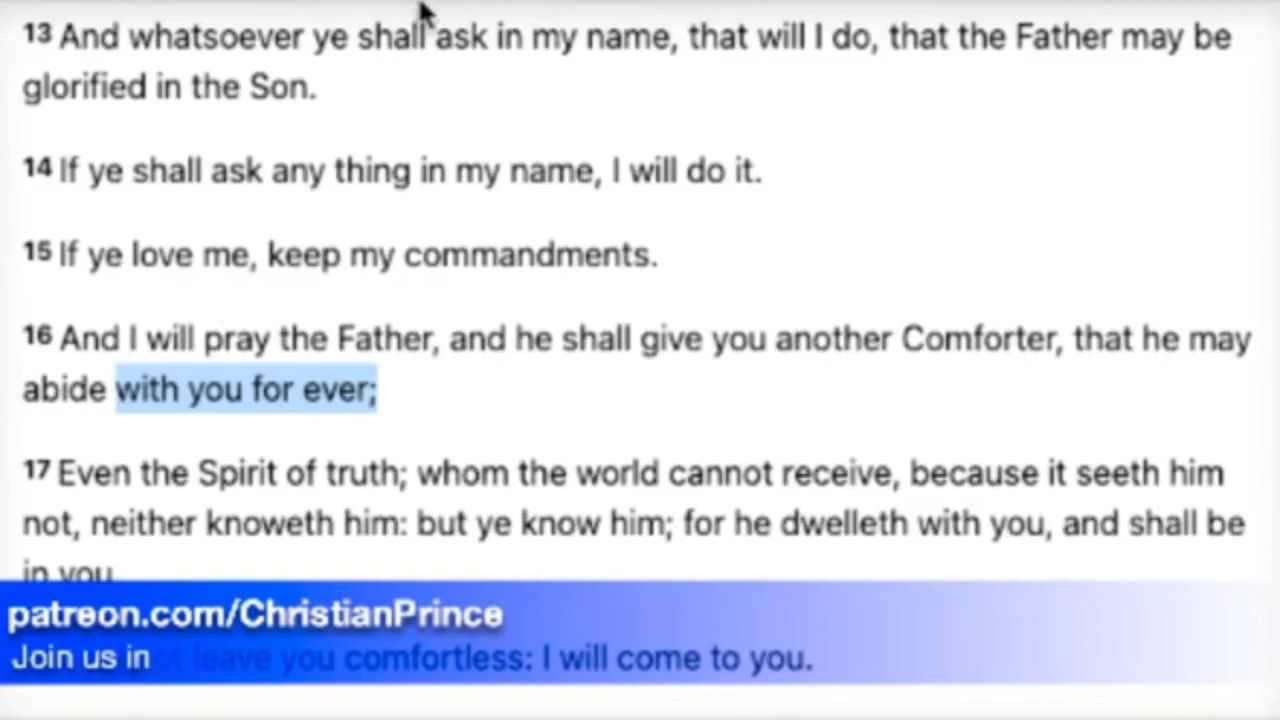 13 And whatsoever ye shall ask in my name, that will I do, that the Father may be
glorified in the Son.
14 If ye shall ask any thing in my name, I will do it.
15 If ye love me, keep my commandments.
16 And I will pray the Father, and he shall give you another Comforter, that he may
abide with you for ever;
17 Even the Spirit of truth; whom the world cannot receive, because it seeth him
not, neither knoweth him: but ye know him; for he dwelleth with you, and shall be
in you
patreon.com/ChristianPrince
Join us in leave you comfortless: I will come to you.